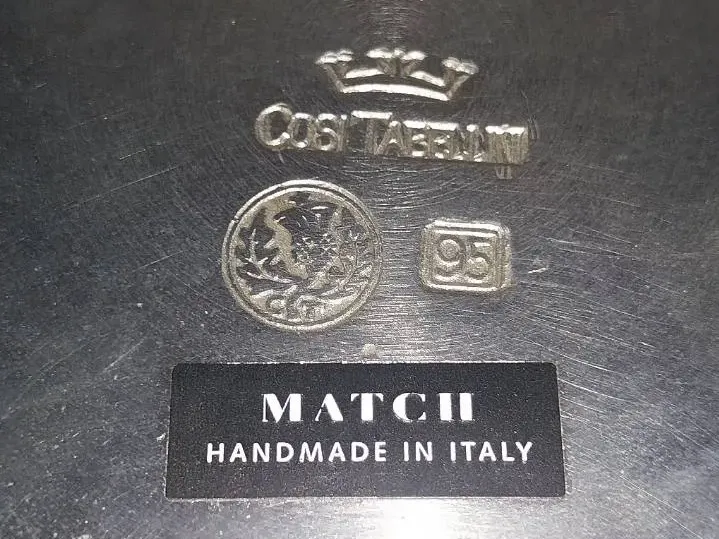 COSI TABELLINI
95
MATCH
HANDMADE IN ITALY